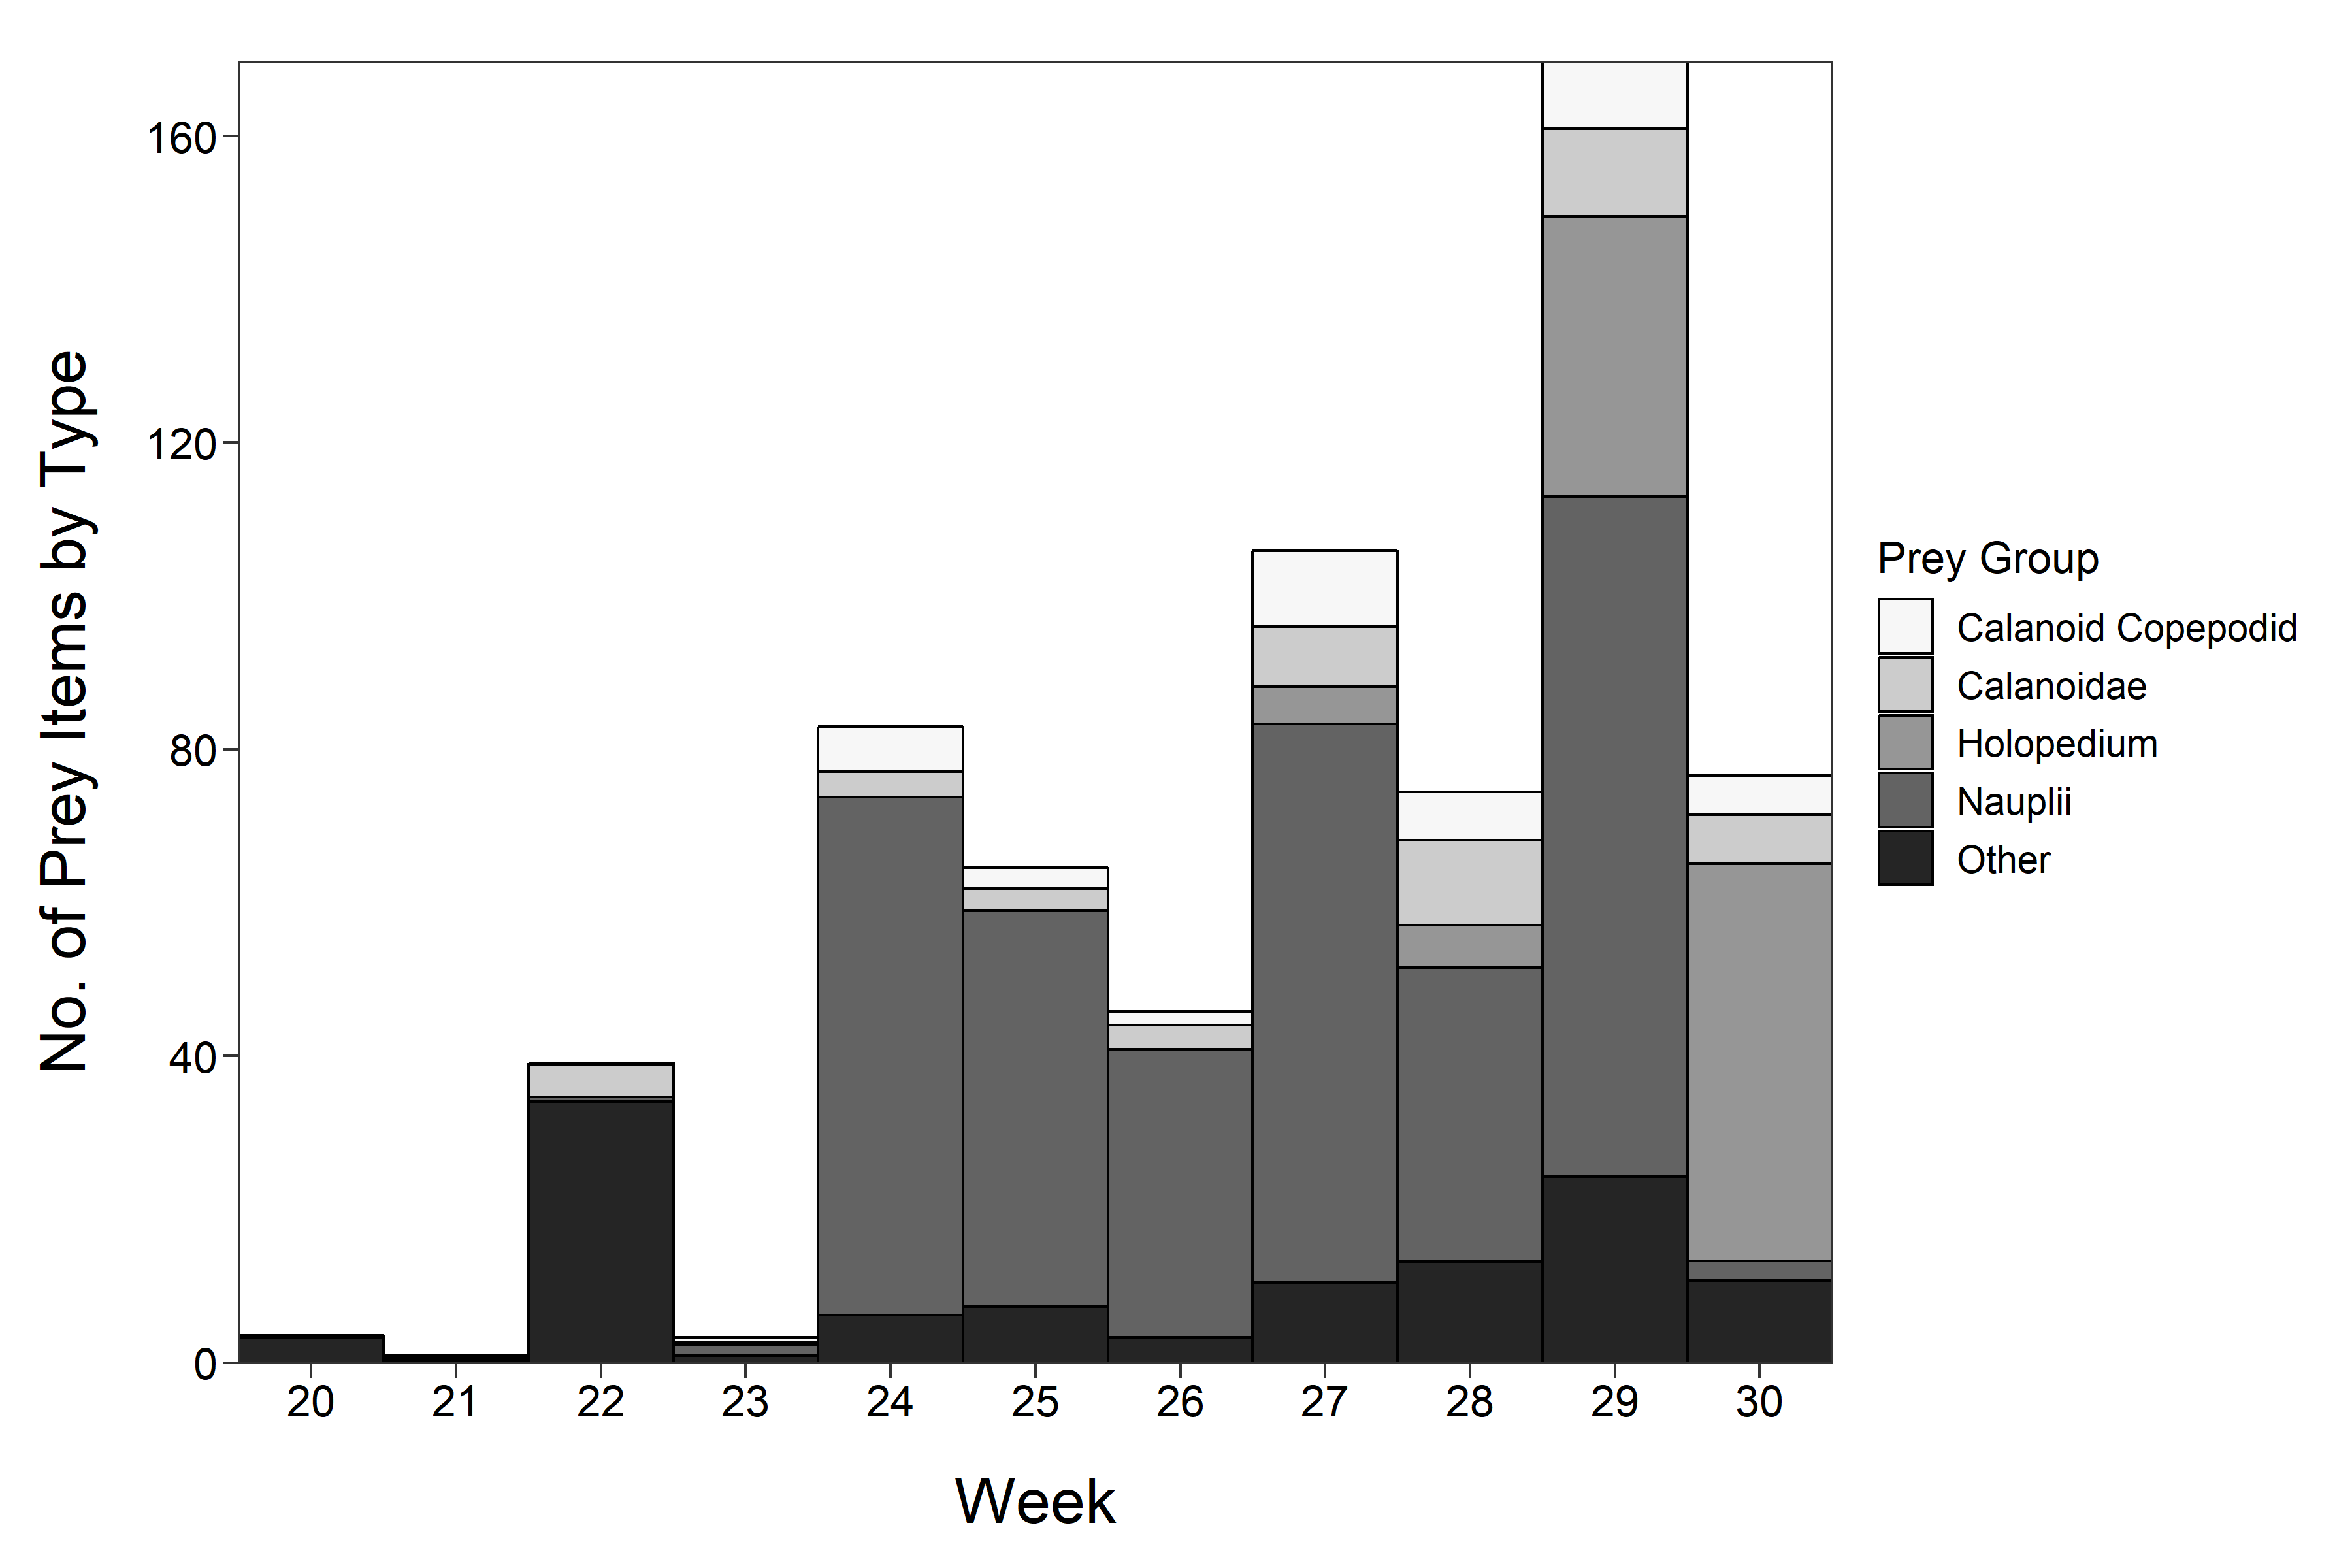 No. of Prey Items by Type
160
120
80
40
0
20 21 22 23 24 25 26 27 28 29 30
Week
Prey Group
Calanoid Copepodid
Calanoidae
Holopedium
Nauplii
Other